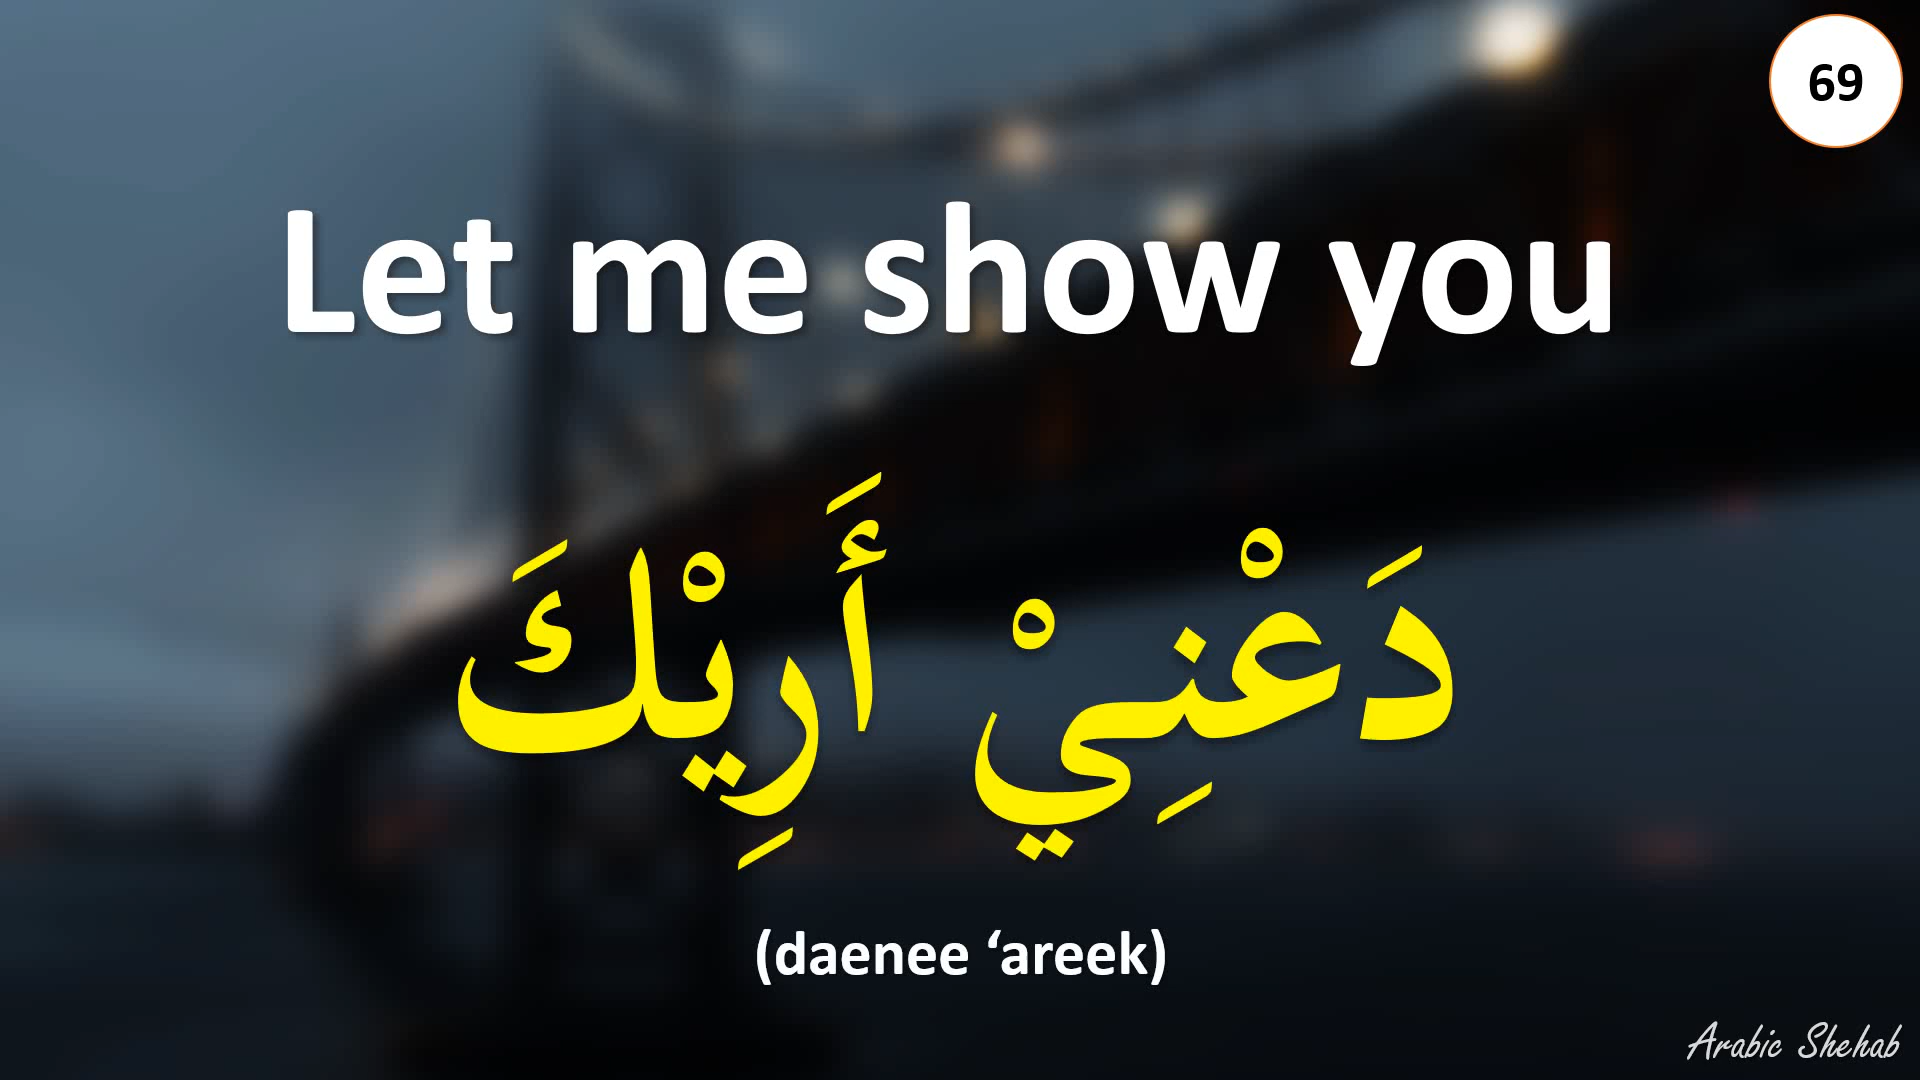 69
Let me show you
دَعْنِيْ أَرِيْكَ
(daenee ‘areek)
Arabic Shehab